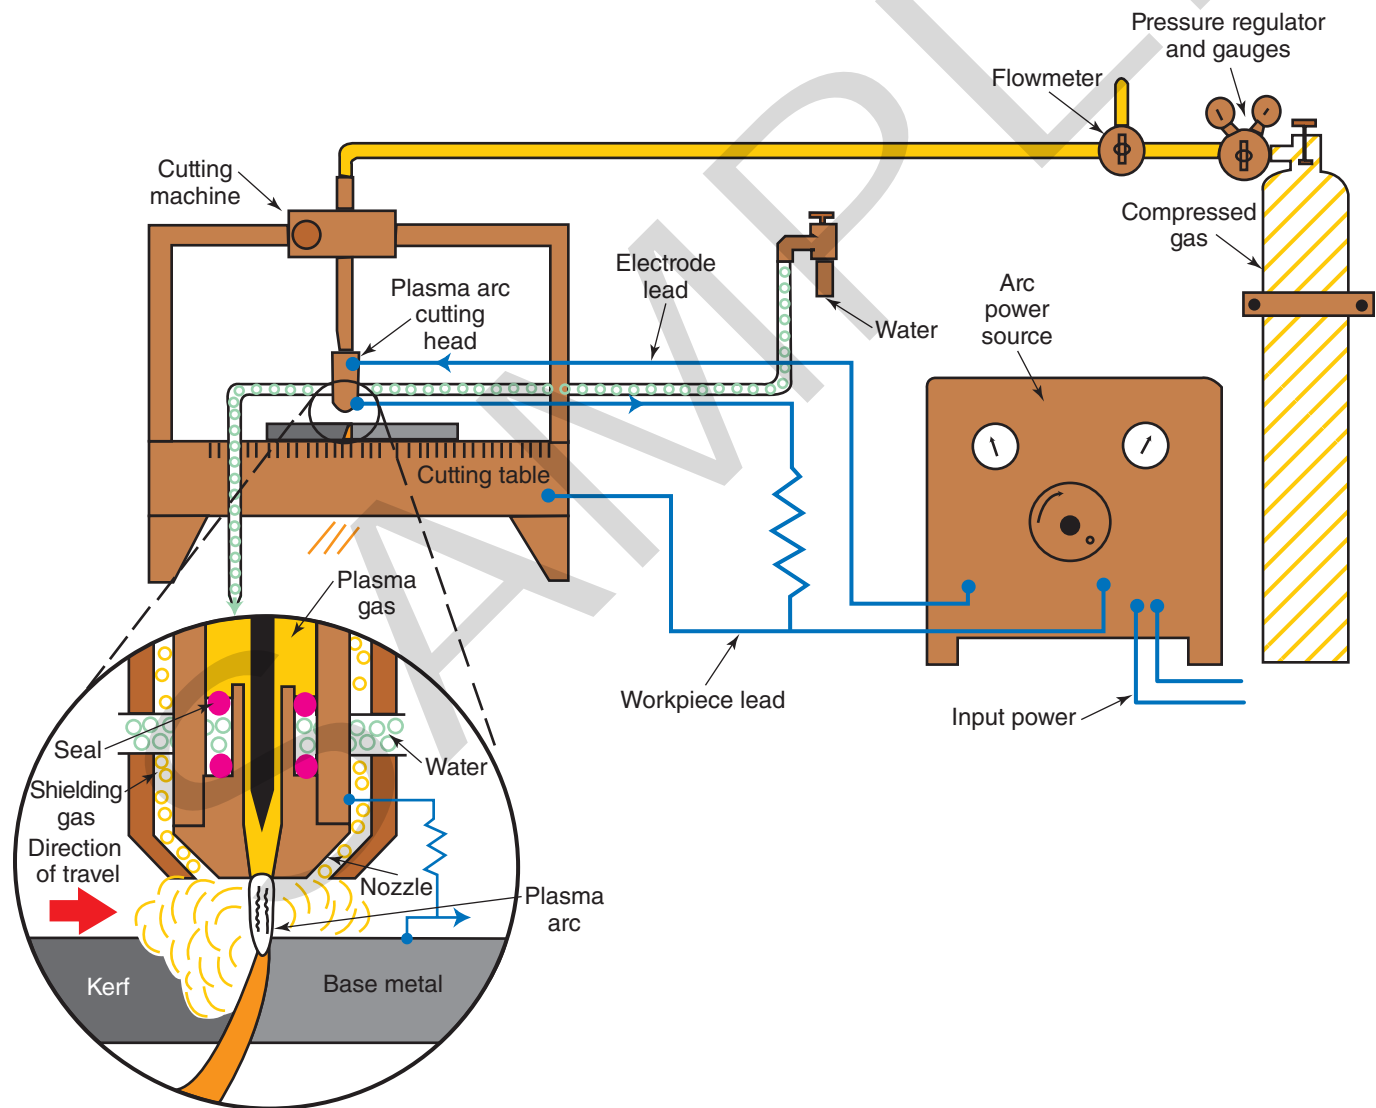 Pressure regulator
and gauges
Flowmeter
Cutting
machine
Compressed
gas
Electrode
lead
Plasma arc
cutting
head
Arc
power
source
Water
Cutting table
Plasma
gas
Workpiece lead
Input power
Seal
Water
Shielding
gas
Direction
of travel
Nozzle
Plasma
arc
Kerf
Base metal
SAMPLE